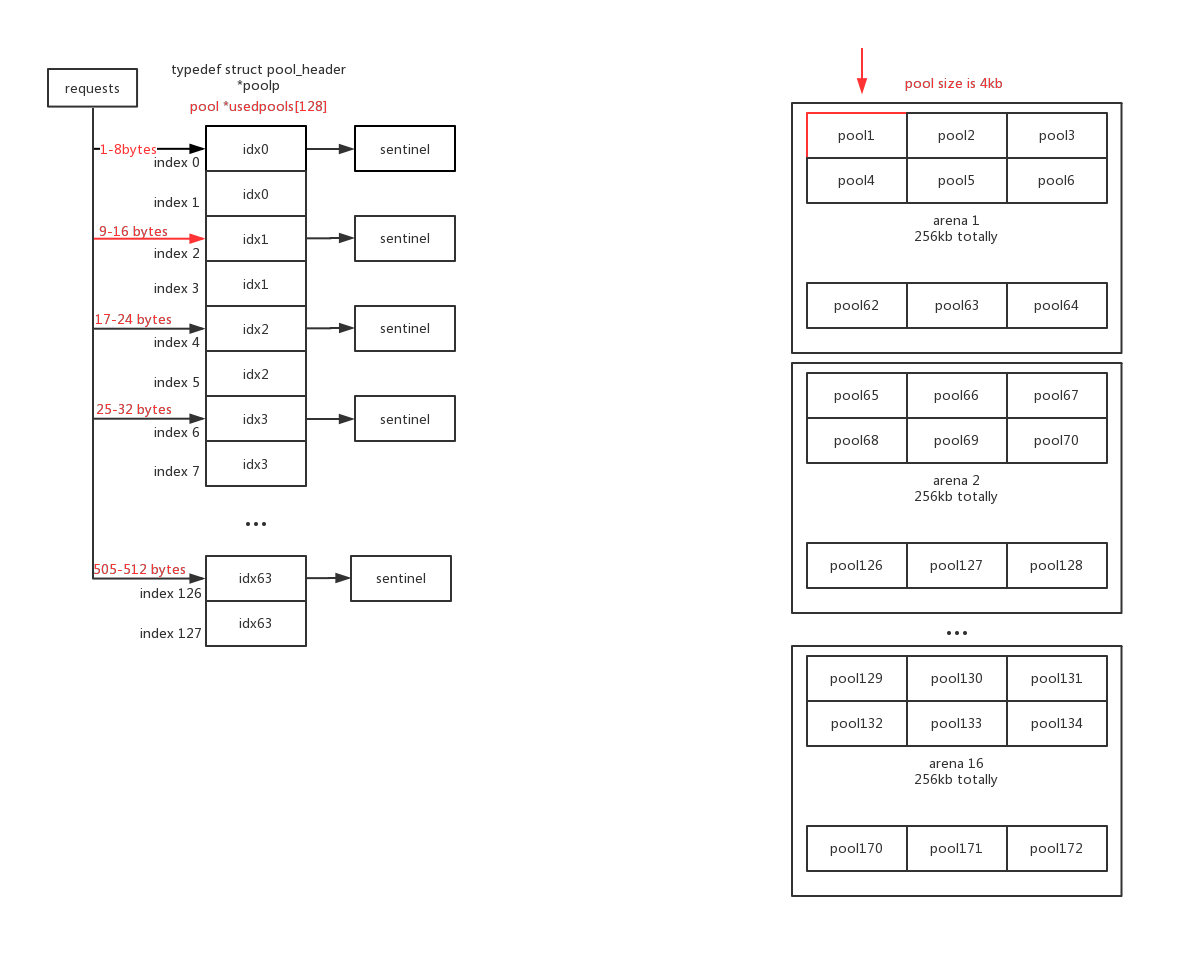 requests
typedef struct pool_header
*poolp
pool *usedpools[128]
1-8bytes
index 0
idx0
sentinel
index 1
idx0
9-16 bytes
index 2
idx1
sentinel
index 3
idx1
17-24 bytes
index 4
idx2
sentinel
index 5
idx2
25-32 bytes
index 6
idx3
sentinel
index 7
idx3
...
505-512 bytes
index 126
idx63
sentinel
index 127
idx63
pool size is 4kb
pool1 pool2 pool3
pool4 pool5 pool6
arena 1
256kb totally
pool62 pool63 pool64
pool65 pool66 pool67
pool68 pool69 pool70
arena 2
256kb totally
pool126 pool127 pool128
...
pool129 pool130 pool131
pool132 pool133 pool134
arena 16
256kb totally
pool170 pool171 pool172